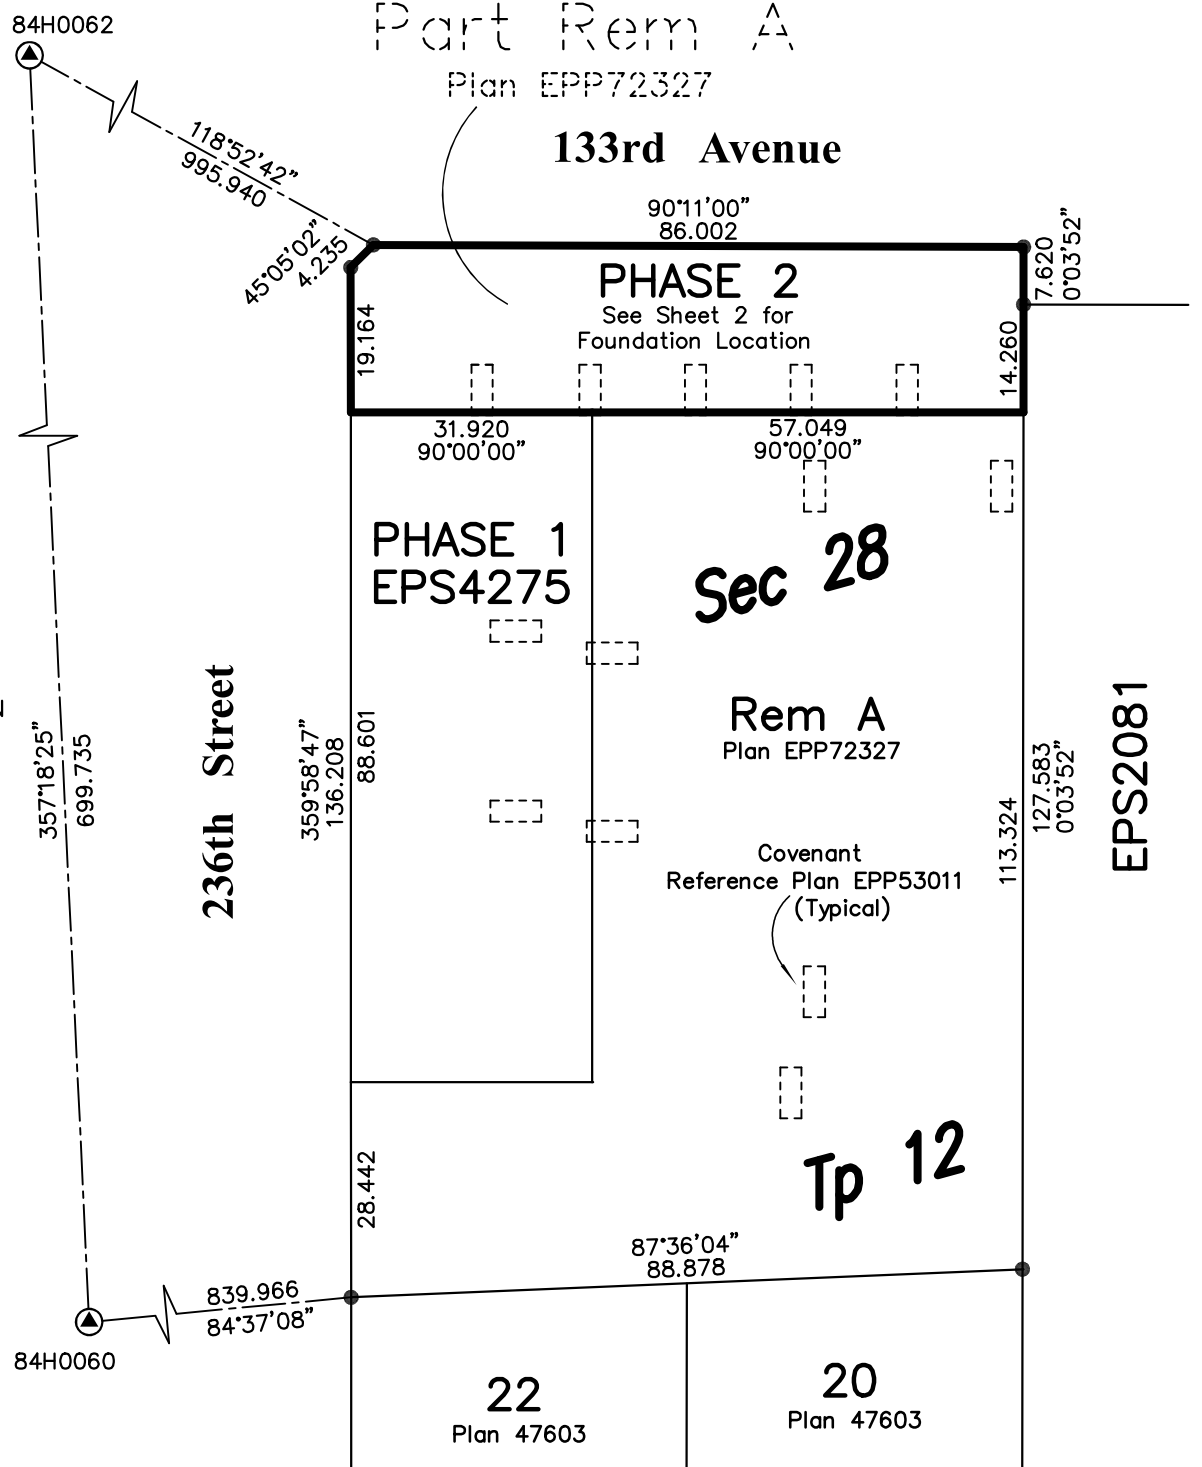 84H0062
Part Rem A
Plan EPP72327
133rd Avenue
118°52'42"
995.940
90°11'00"
86.002
45°05'02"
4.235
7.620
0°03'52"
PHASE 2
See Sheet 2 for
Foundation Location
19.164
14.260
31.920
90°00'00"
57.049
90°00'00"
PHASE 1
EPS4275
Sec 28
236th Street
Rem A
Plan EPP72327
EPS2081
357°18'25"
699.735
359°58'47"
136.208
88.601
127.583
0°03'52"
113.324
Covenant
Reference Plan EPP53011
(Typical)
Tp 12
28.442
87°36'04"
88.878
839.966
84°37'08"
84H0060
22
Plan 47603
20
Plan 47603